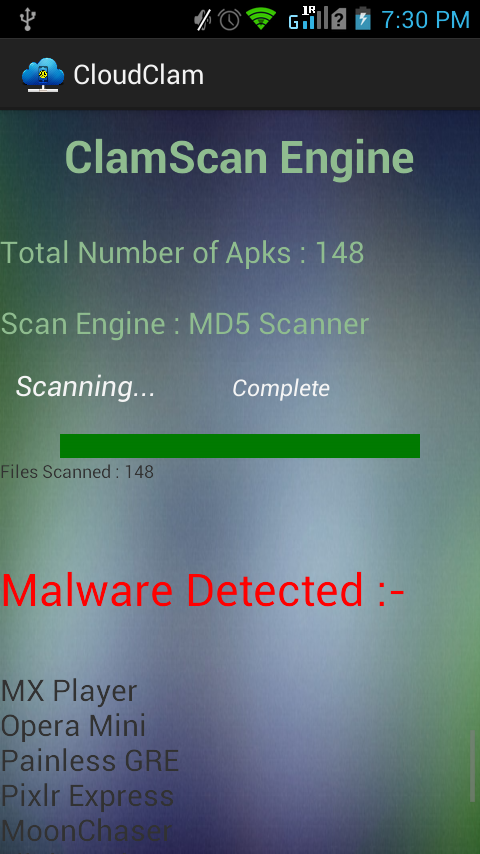 1R
G
?
7:30 PM
CloudClam
ClamScan Engine
Total Number of Apks : 148
Scan Engine : MD5 Scanner
Scanning... Complete
Files Scanned : 148
Malware Detected :-
MX Player
Opera Mini
Painless GRE
Pixlr Express
MoonChaser